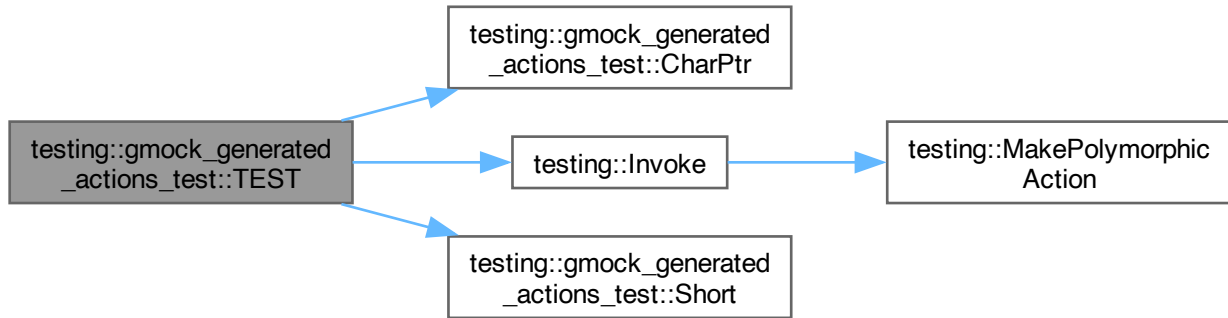 testing::gmock_generated
_actions_test::CharPtr
testing::gmock_generated
_actions_test::TEST
testing::Invoke
testing::MakePolymorphic
Action
testing::gmock_generated
_actions_test::Short